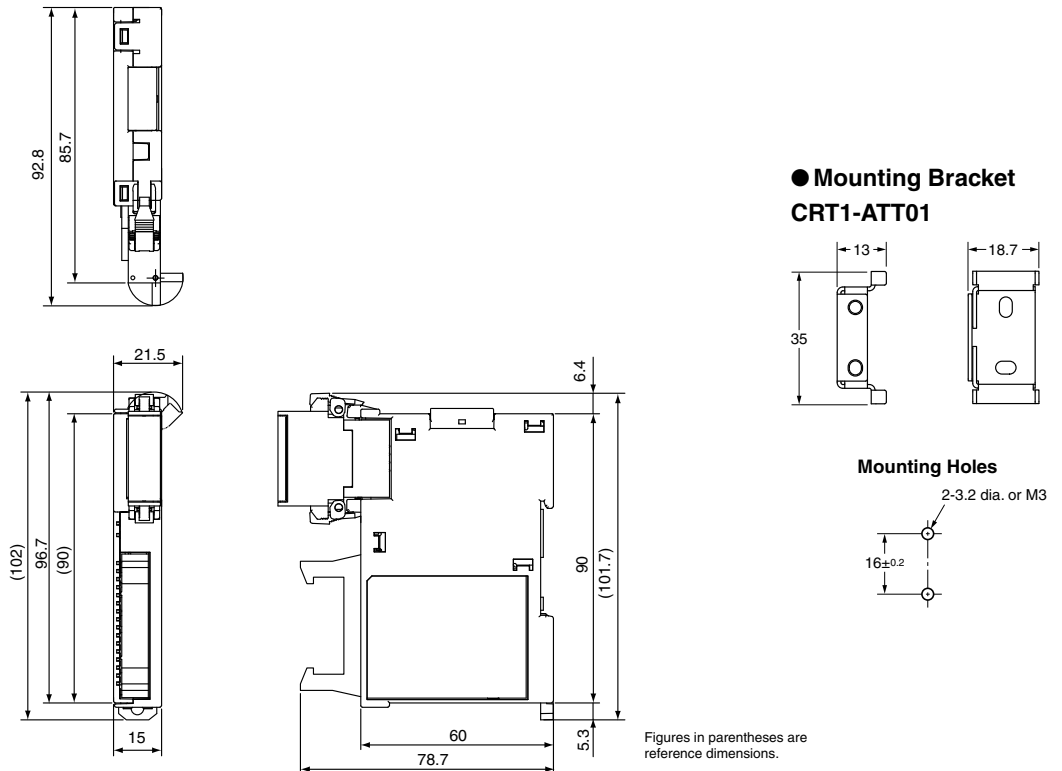 92.8
85.7
● Mounting Bracket
CRT1-ATT01
13
18.7
35
21.5
6.4
(102)
96.7
(90)
90
(101.7)
15
60
78.7
5.3
Mounting Holes
2-3.2 dia. or M3
16±0.2
Figures in parentheses are
reference dimensions.